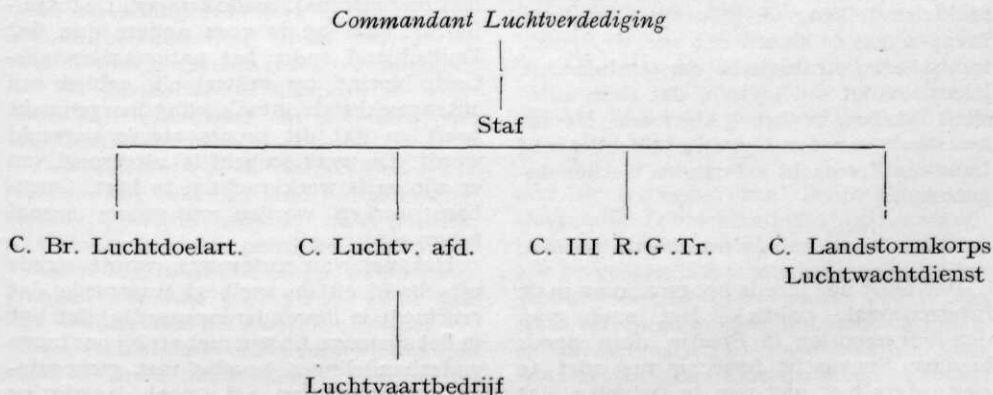 Commandant Luchtverdediging
Staf
C. Br. Luchtdoelart.
C. Luchtv. afd.
C. III R. G. Tr.
C. Landstormkorps
Luchtwachtdienst
Luchtvaartbedrijf